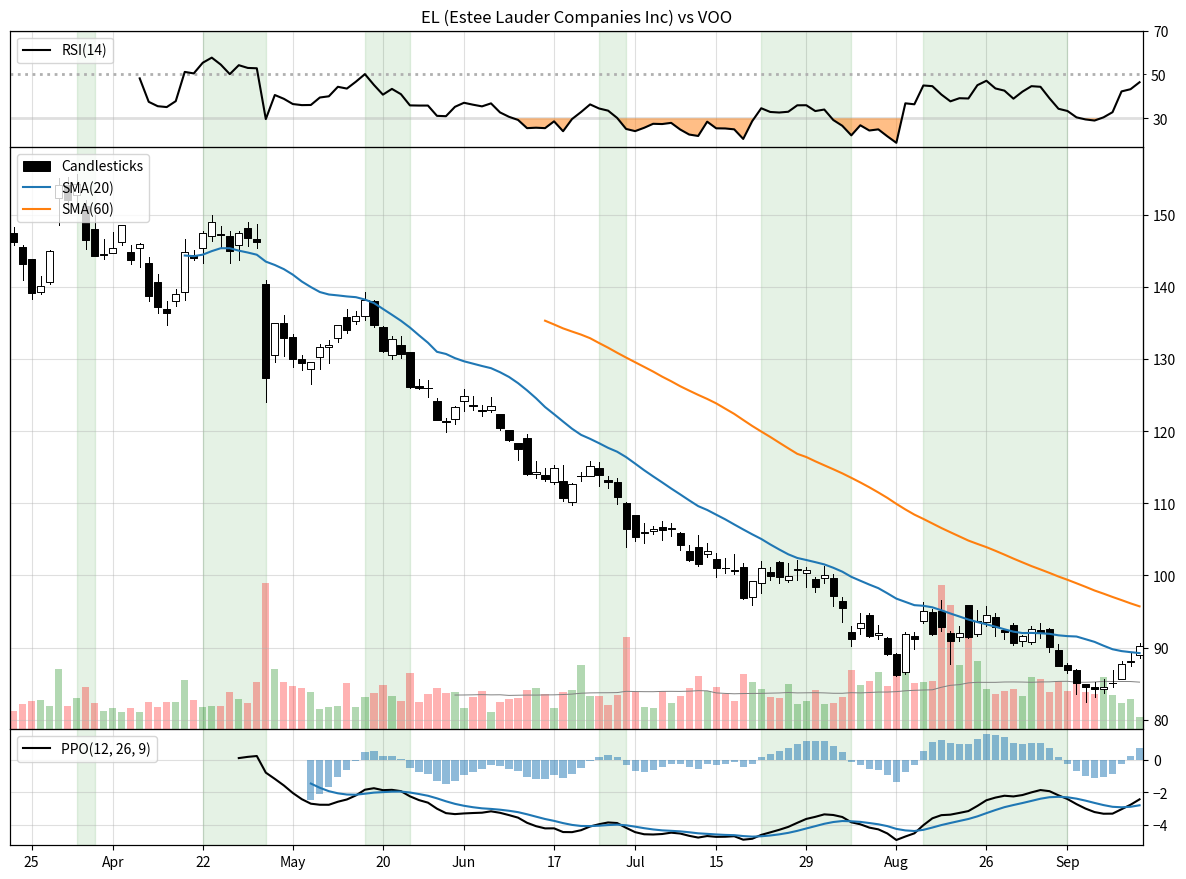 EL (Estee Lauder Companies Inc) vs VOO
RSI(14)
70
50
30
Candlesticks
SMA(20)
SMA(60)
150
140
130
120
110
100
90
80
PPO(12, 26, 9)
0
−2
−4
25 Apr 22 May 20 Jun 17 Jul 15 29 Aug 26 Sep